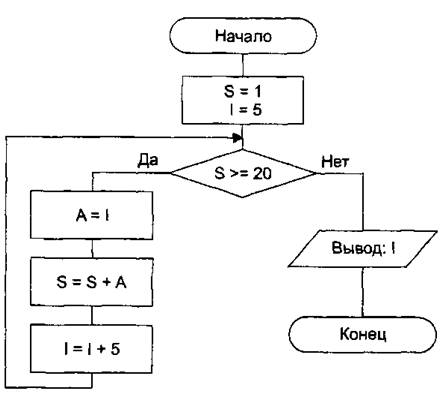 Начало
S = 1
I = 5
Да
S >= 20
Нет
A = I
S = S + A
I = I + 5
Вывод: I
Конец